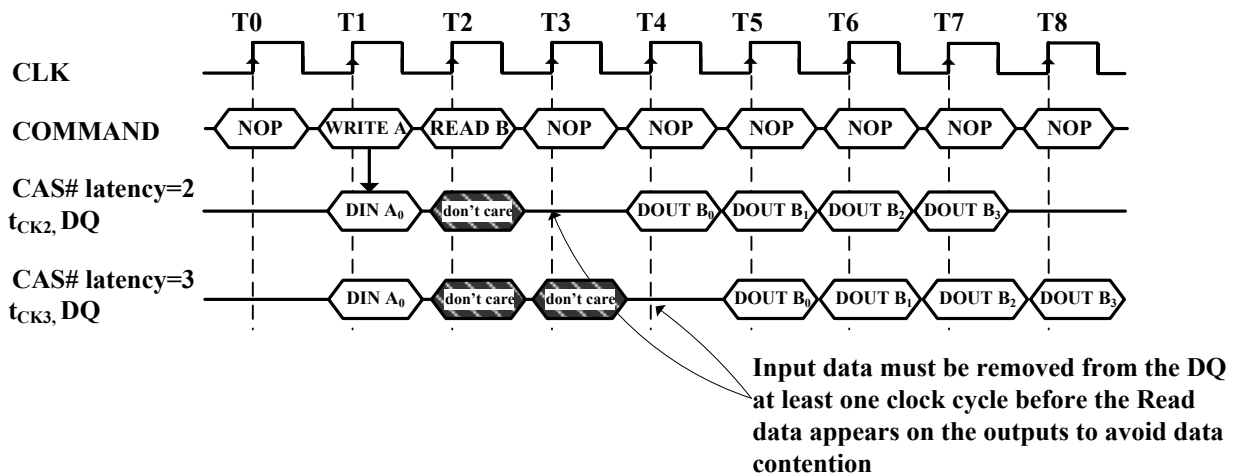 T0 T1 T2 T3 T4 T5 T6 T7 T8
CLK
COMMAND NOP WRITE A READ B NOP NOP NOP NOP NOP NOP
CAS# latency=2
tCK2, DQ DIN A0 don't care DOUT B0 DOUT B1 DOUT B2 DOUT B3
CAS# latency=3
tCK3, DQ DIN A0 don't care don't care DOUT B0 DOUT B1 DOUT B2 DOUT B3
Input data must be removed from the DQ
at least one clock cycle before the Read
data appears on the outputs to avoid data
contention